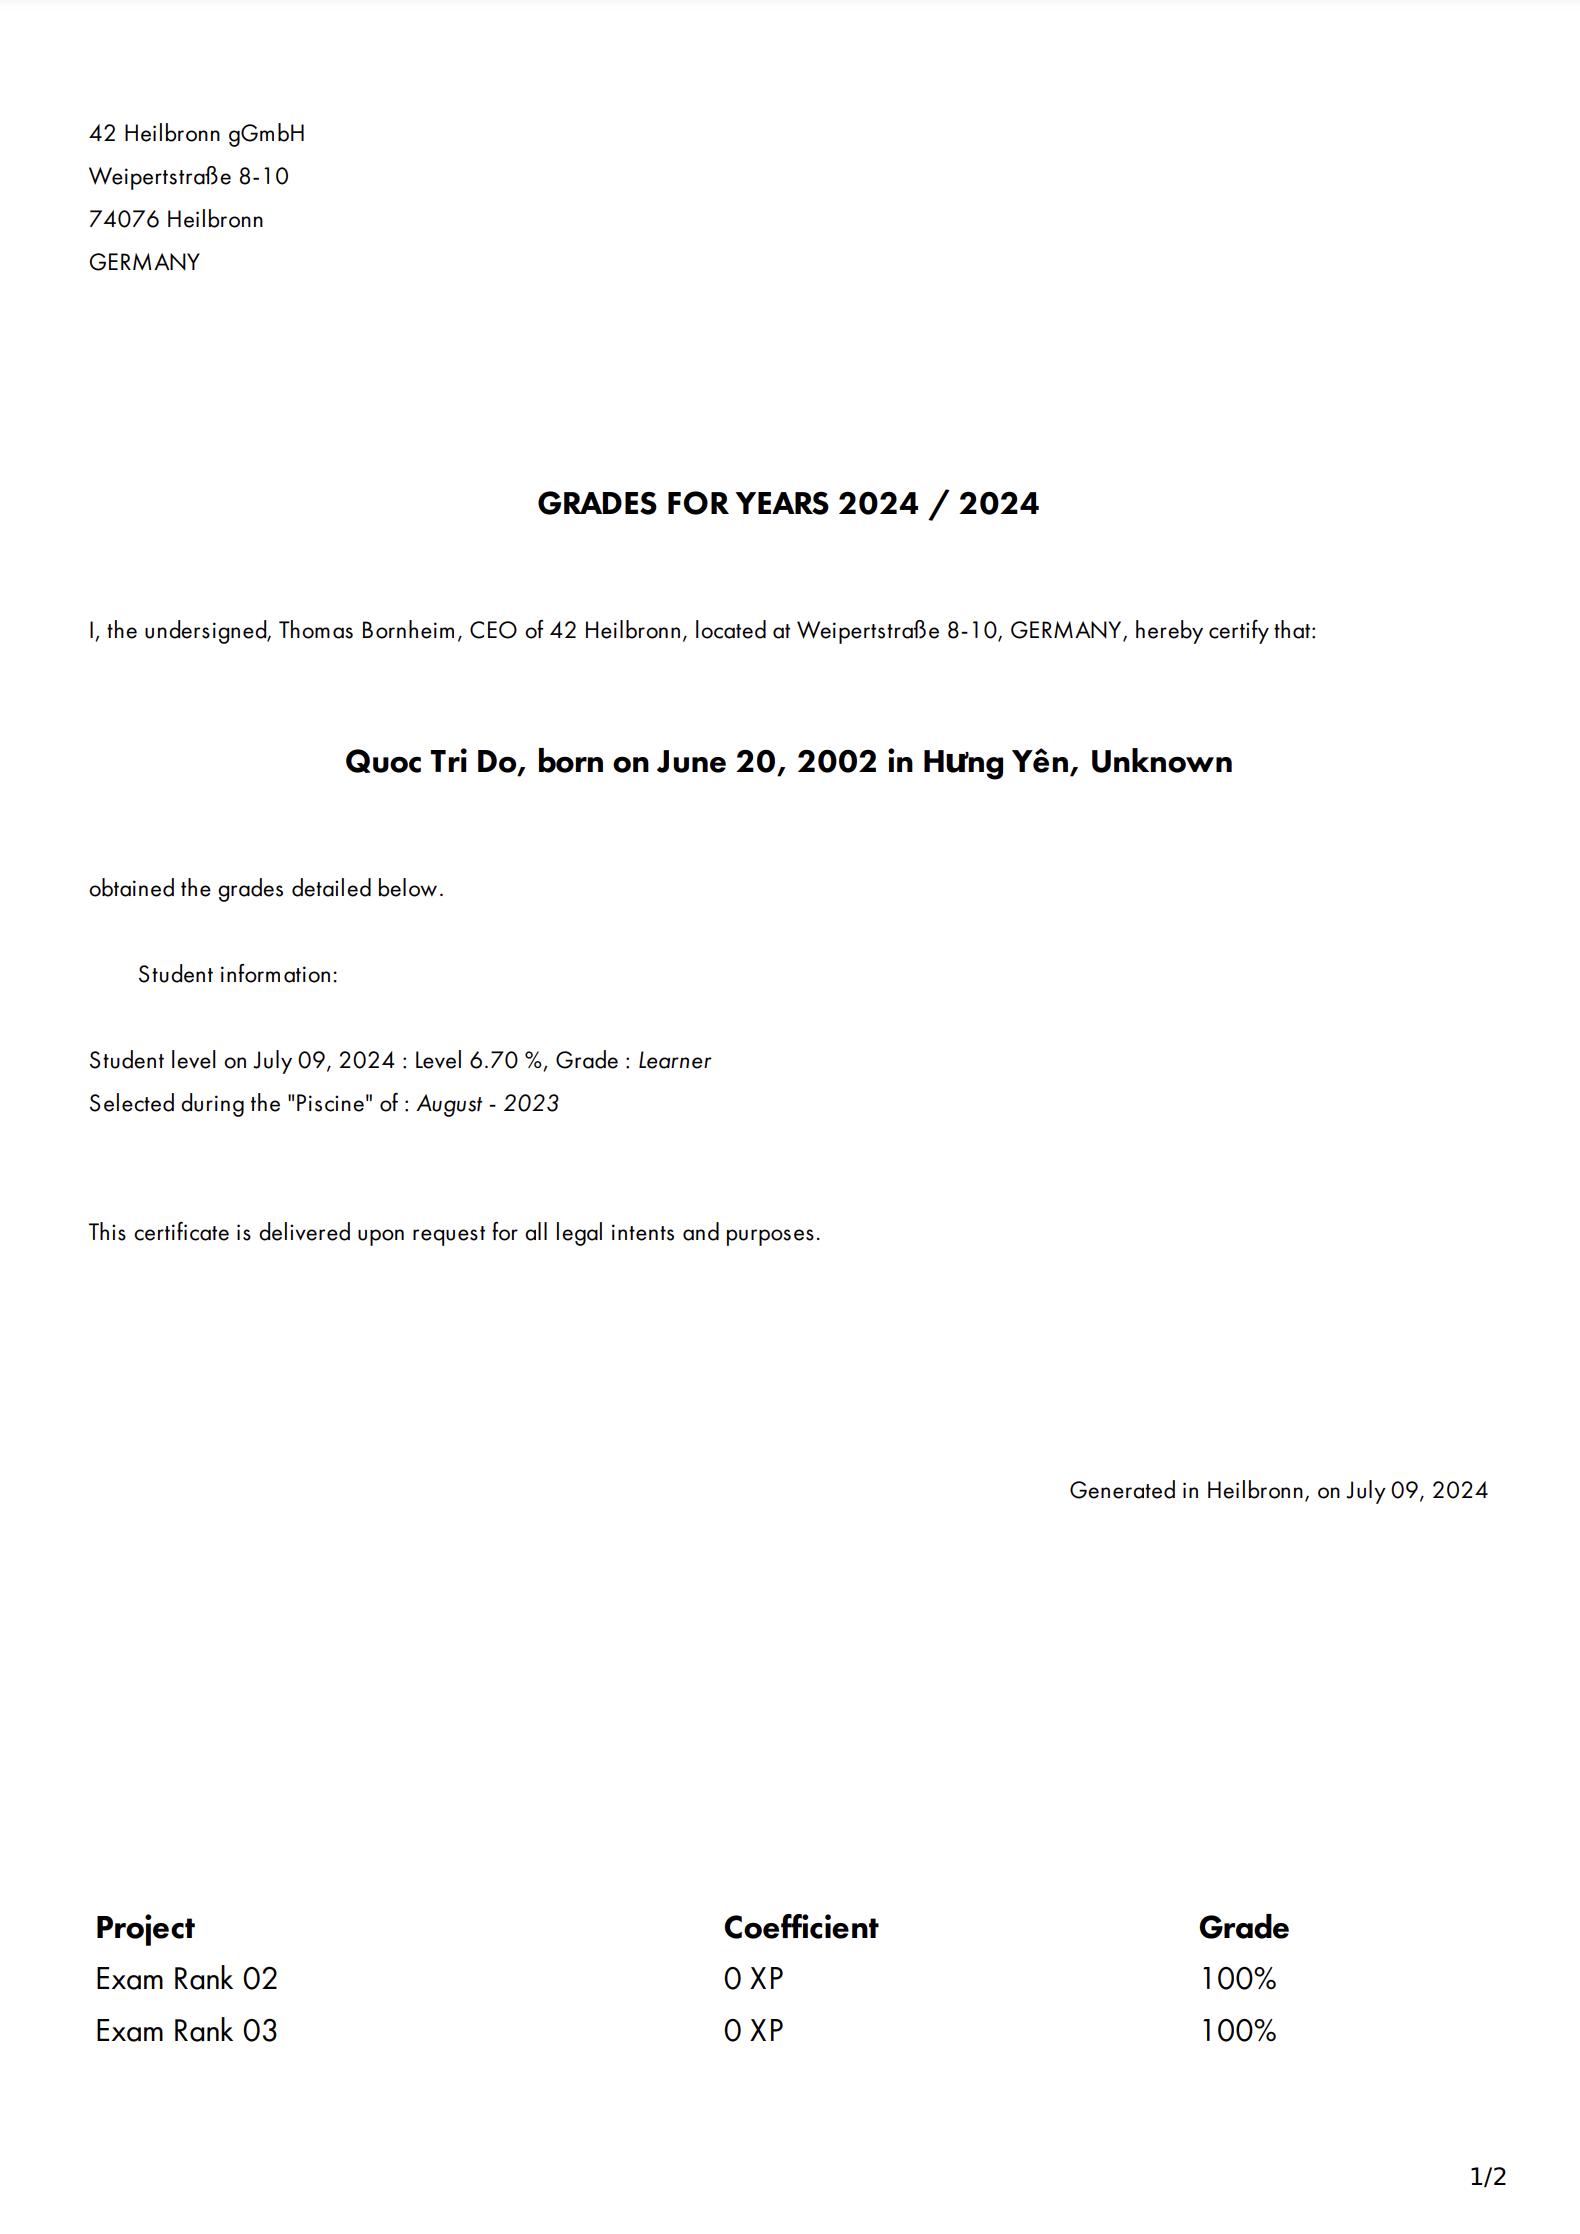 42 Heilbronn gGmbH
Weipertstraße 8-10
74076 Heilbronn
GERMANY
GRADES FOR YEARS 2024 / 2024
I, the undersigned, Thomas Bornheim, CEO of 42 Heilbronn, located at Weipertstraße 8-10, GERMANY, hereby certify that:
Quoc Tri Do, born on June 20, 2002 in Hưng Yên, Unknown
obtained the grades detailed below.
Student information:
Student level on July 09, 2024 : Level 6.70 %, Grade : Learner
Selected during the "Piscine" of : August - 2023
This certificate is delivered upon request for all legal intents and purposes.
Generated in Heilbronn, on July 09, 2024
Project Coefficient Grade
Exam Rank 02 0 XP 100%
Exam Rank 03 0 XP 100%
1/2